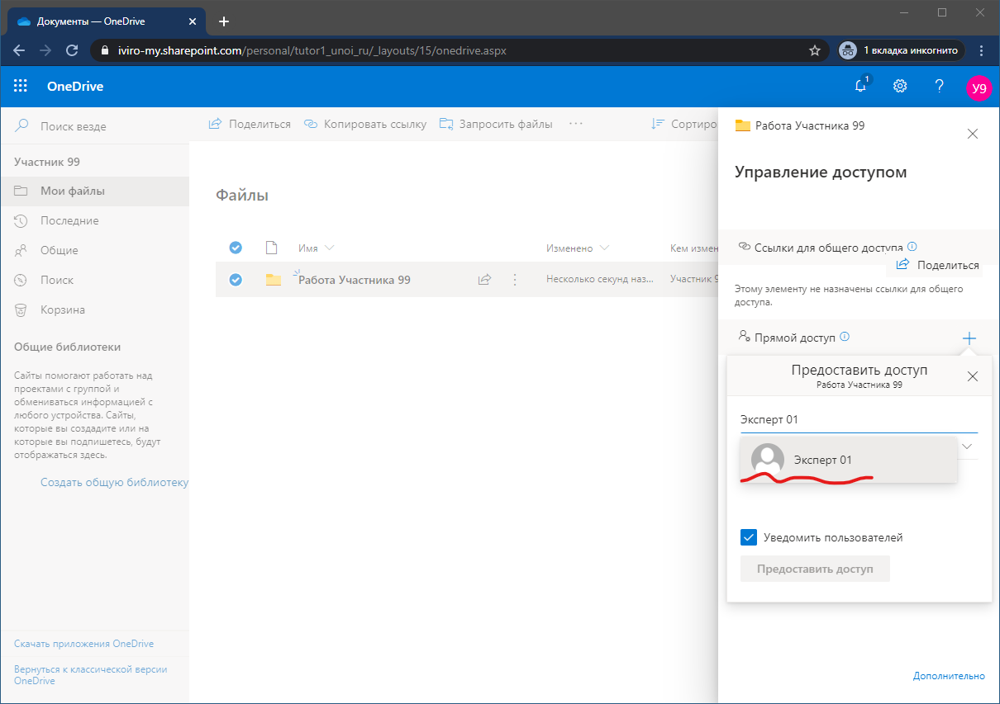 Документы — OneDrive
iviro-my.sharepoint.com/personal/tutor1_unoi_ru/_layouts/15/onedrive.aspx
1 вкладка инкогнито
OneDrive
1
У9
Поиск везде
Поделиться
Копировать ссылку
Запросить файлы
Сортиро
Участник 99
Мои файлы
Последние
Общие
Поиск
Корзина
Общие библиотеки
Сайты помогают работать над
проектами с группой и
обмениваться информацией с
любого устройства. Сайты,
которые вы создадите или на
которые вы подпишетесь, будут
отображаться здесь.
Создать общую библиотеку
Скачать приложения OneDrive
Вернуться к классической версии
OneDrive
Файлы
Имя
Изменено
Кем измен
Работа Участника 99
Несколько секунд наз...
Участник 9
Работа Участника 99
Управление доступом
Ссылки для общего доступа
Поделиться
Этому элементу не назначены ссылки для общего
доступа.
Прямой доступ
Предоставить доступ
Работа Участника 99
Эксперт 01
Эксперт 01
Уведомить пользователей
Предоставить доступ
Дополнительно